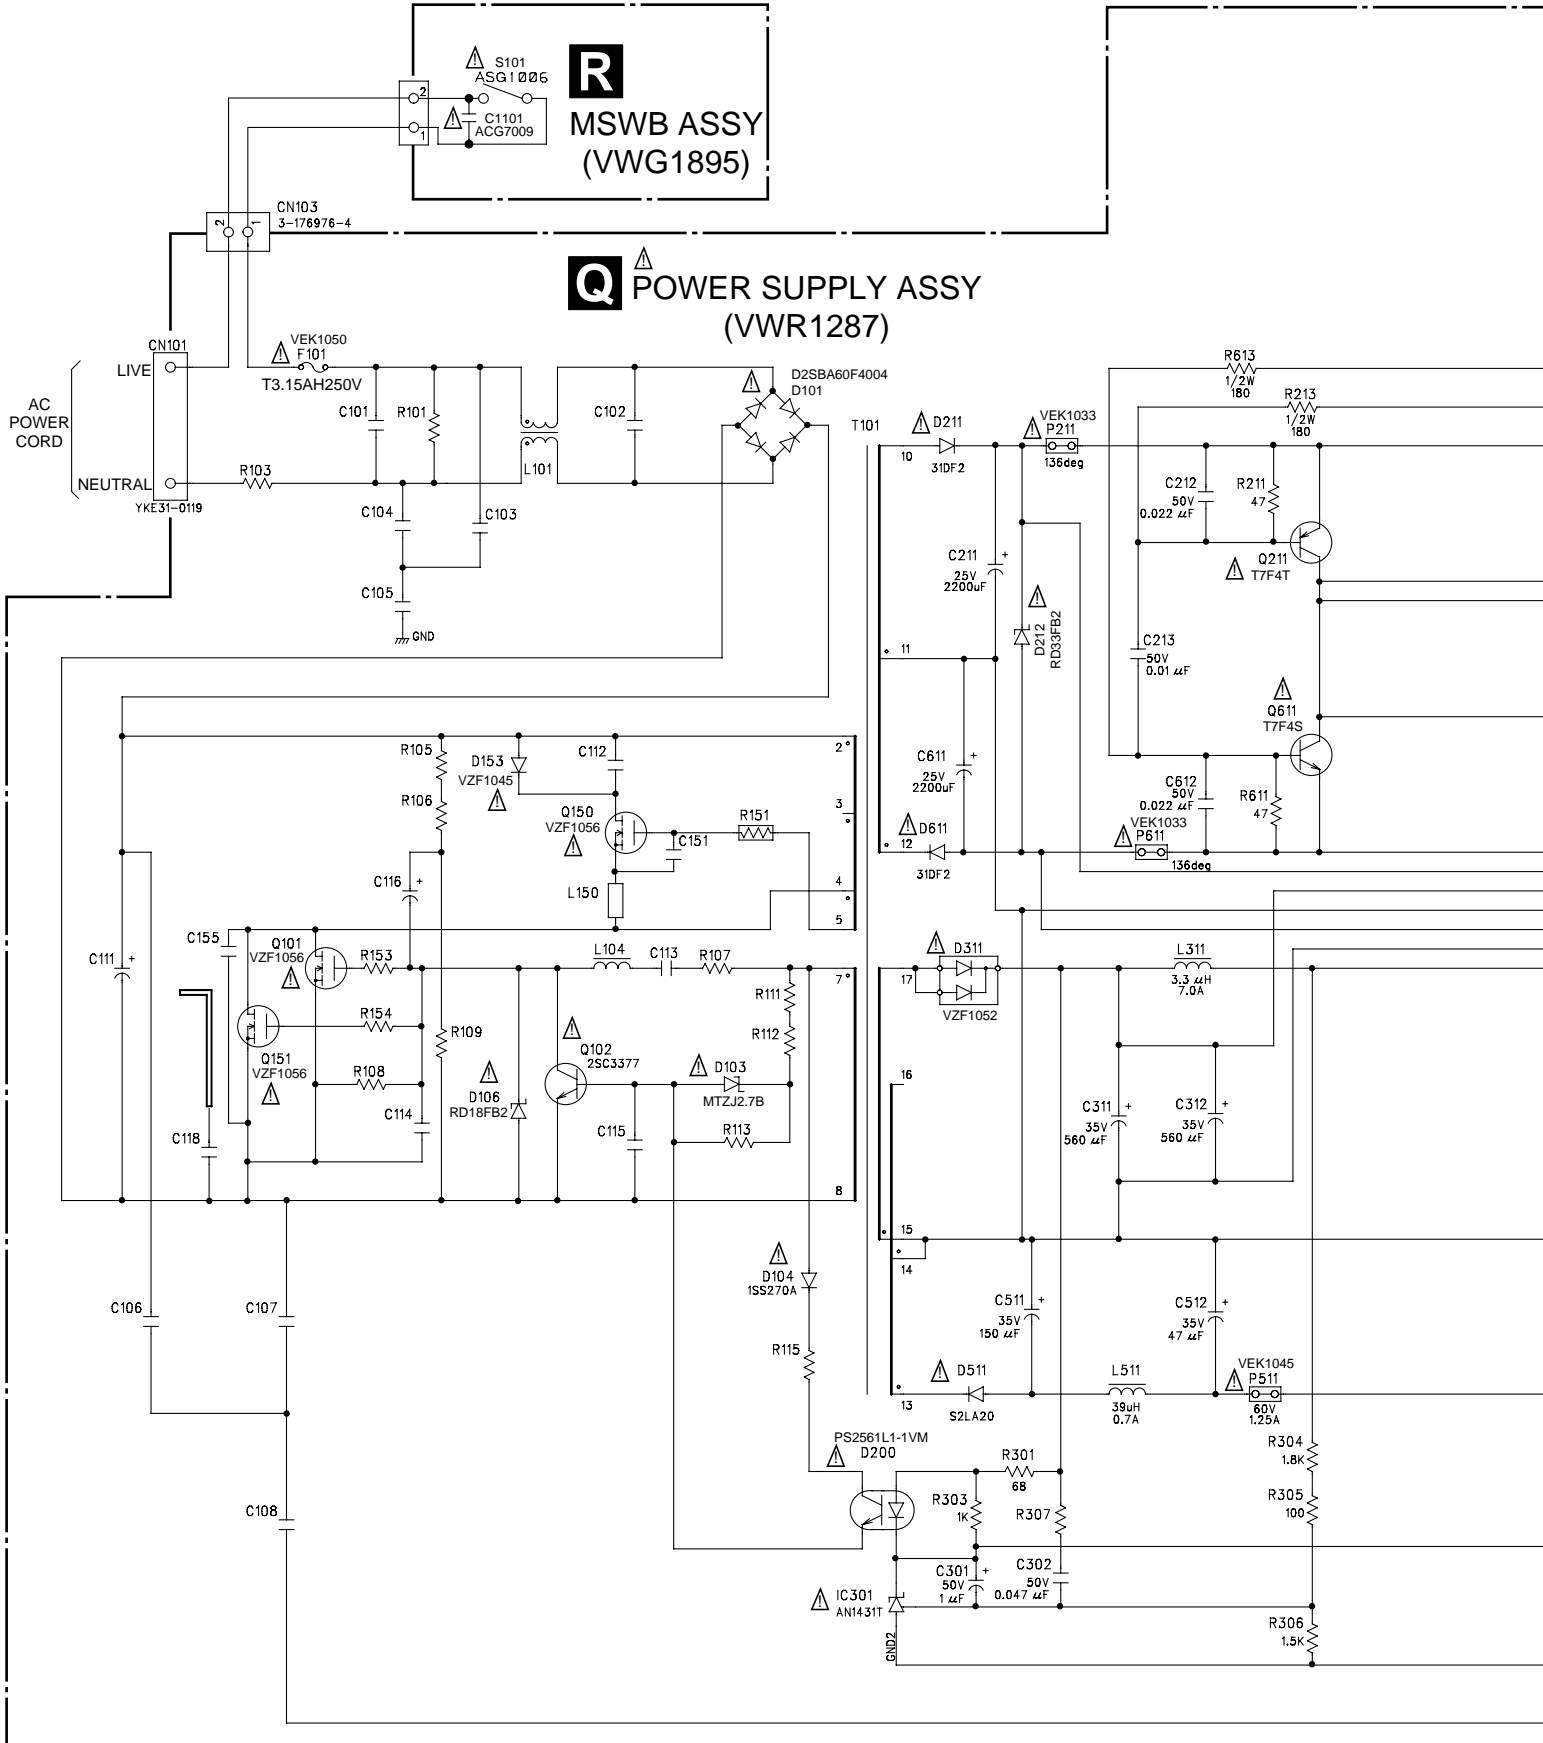 S101
ASG1006
R
2
C1101
ACG7009
1
MSWB ASSY
(VWG1895)
CN103
3-176976-4
2
1
Q
POWER SUPPLY ASSY
(VWR1287)
CN101
LIVE
AC
POWER
CORD
NEUTRAL
YKE31-0119
VEK1050
F101
T3.15AH250V
C101
R101
C102
L101
R103
C104
C103
C105
GND
D2SBA60F4004
D101
T101
D211
10
31DF2
VEK1033
P211
136deg
R613
1/2W
180
R213
1/2W
180
C212
50V
0.022 µF
R211
47
Q211
T7F4T
C211
+
25V
2200uF
D212
RD33FB2
11
C213
50V
0.01 µF
Q611
T7F4S
R105
D153
VZF1045
C112
2
R106
3
Q150
VZF1056
R151
C151
C611
+
25V
2200uF
D611
12
31DF2
C612
50V
0.022 µF
R611
47
VEK1033
P611
136deg
C116
+
L150
4
5
C155
C111
+
Q101
VZF1056
R153
L104
C113
R107
7
R154
R109
R111
R112
Q151
VZF1056
R108
D106
RD18FB2
Q102
2SC3377
D103
MTZJ2.7B
C114
C118
C115
R113
8
D311
17
VZF1052
L311
3.3 µH
7.0A
16
C311
+
35V
560 µF
C312
+
35V
560 µF
15
14
D104
1SS270A
C106
C107
R115
C511
+
35V
150 µF
C512
+
35V
47 µF
D511
13
S2LA20
L511
39uH
0.7A
VEK1045
P511
60V
1.25A
PS2561L1-1VM
D200
R301
68
R304
1.8K
R303
1K
R307
R305
100
C108
IC301
AN1431T
C301
+
50V
1 µF
C302
50V
0.047 µF
GND2
R306
1.5K